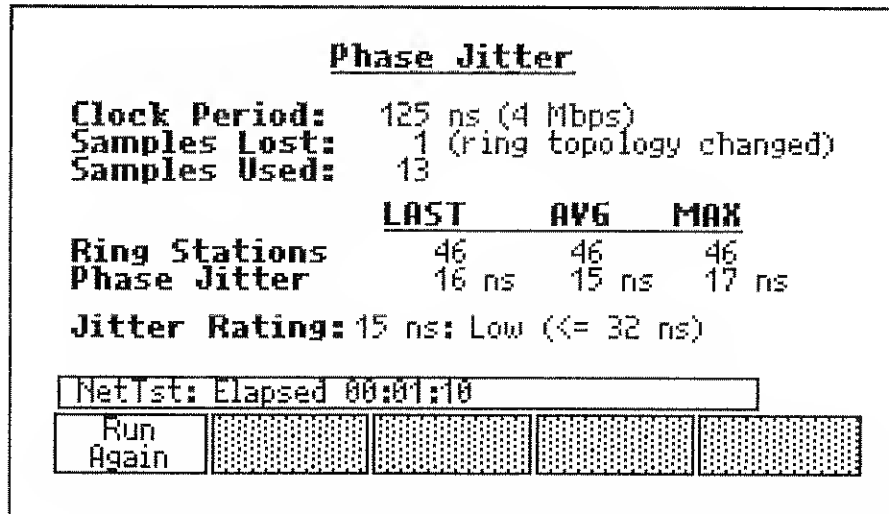 Phase Jitter
Clock Period: 125 ns (4 Mbps)
Samples Lost: 1 (ring topology changed)
Samples Used: 13
LAST AVG MAX
Ring Stations 46 46 46
Phase Jitter 16 ns 15 ns 17 ns
Jitter Rating: 15 ns: Low (<= 32 ns)
NetTst: Elapsed 00:01:10
Run
Again